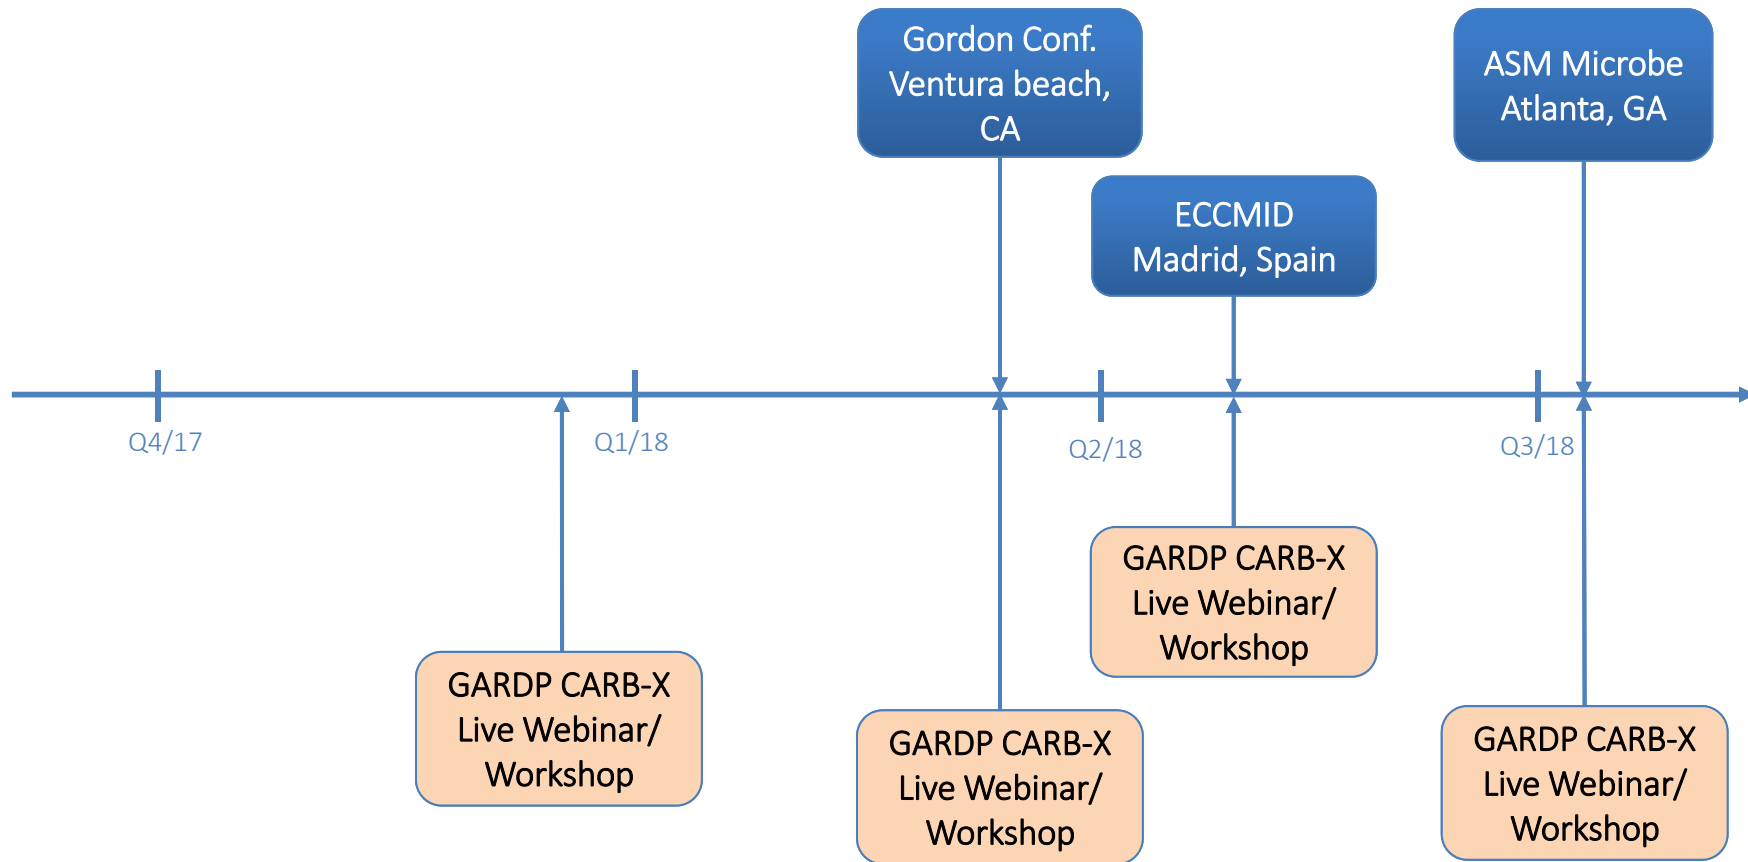 Gordon Conf.
Ventura beach,
CA
ASM Microbe
Atlanta, GA
ECCMID
Madrid, Spain
Q4/17
Q1/18
Q2/18
Q3/18
GARDP CARB-X
Live Webinar/
Workshop
GARDP CARB-X
Live Webinar/
Workshop
GARDP CARB-X
Live Webinar/
Workshop
GARDP CARB-X
Live Webinar/
Workshop